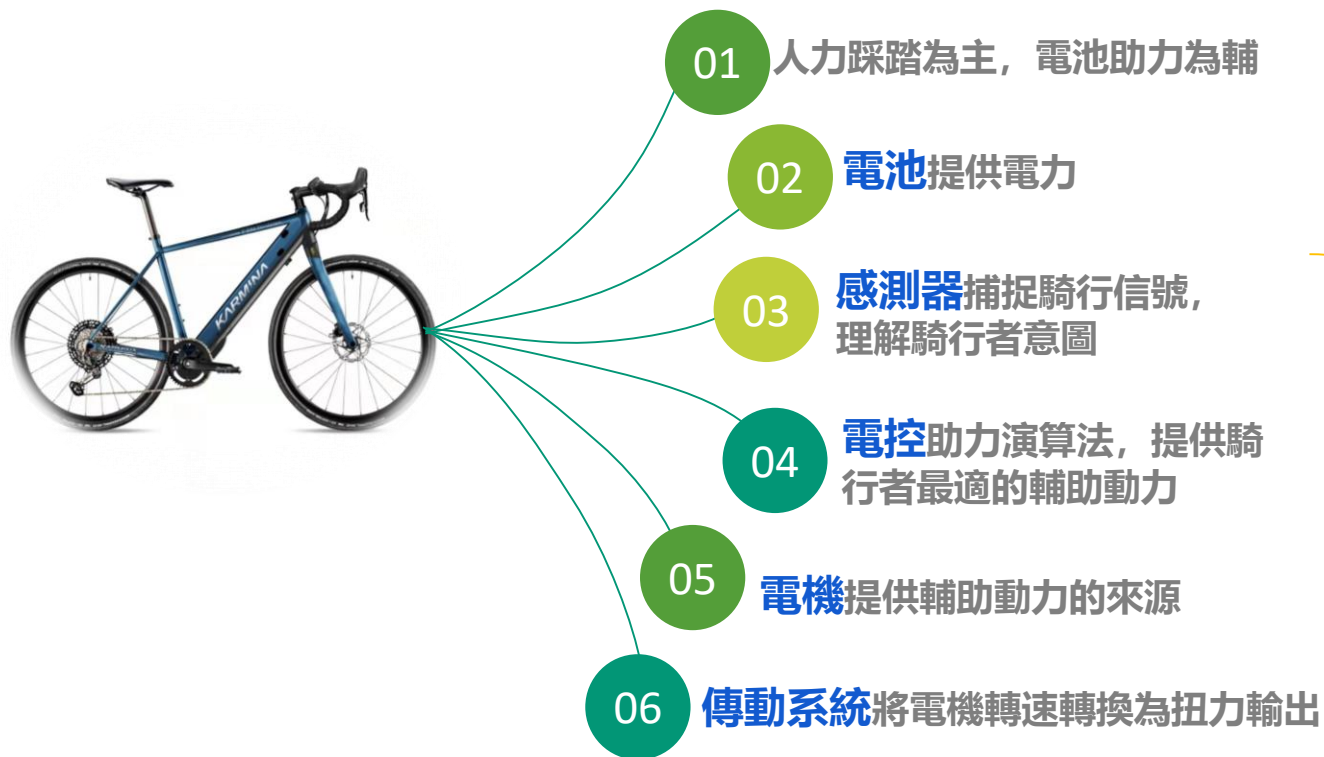 01 人力踩踏為主，電池助力為輔
02 電池提供電力
03 感測器捕捉騎行信號，
理解騎行者意圖
04 電控助力演算法，提供騎
行者最適的輔助動力
05 電機提供輔助動力的來源
06 傳動系統將電機轉速轉換為扭力輸出
KARMINA